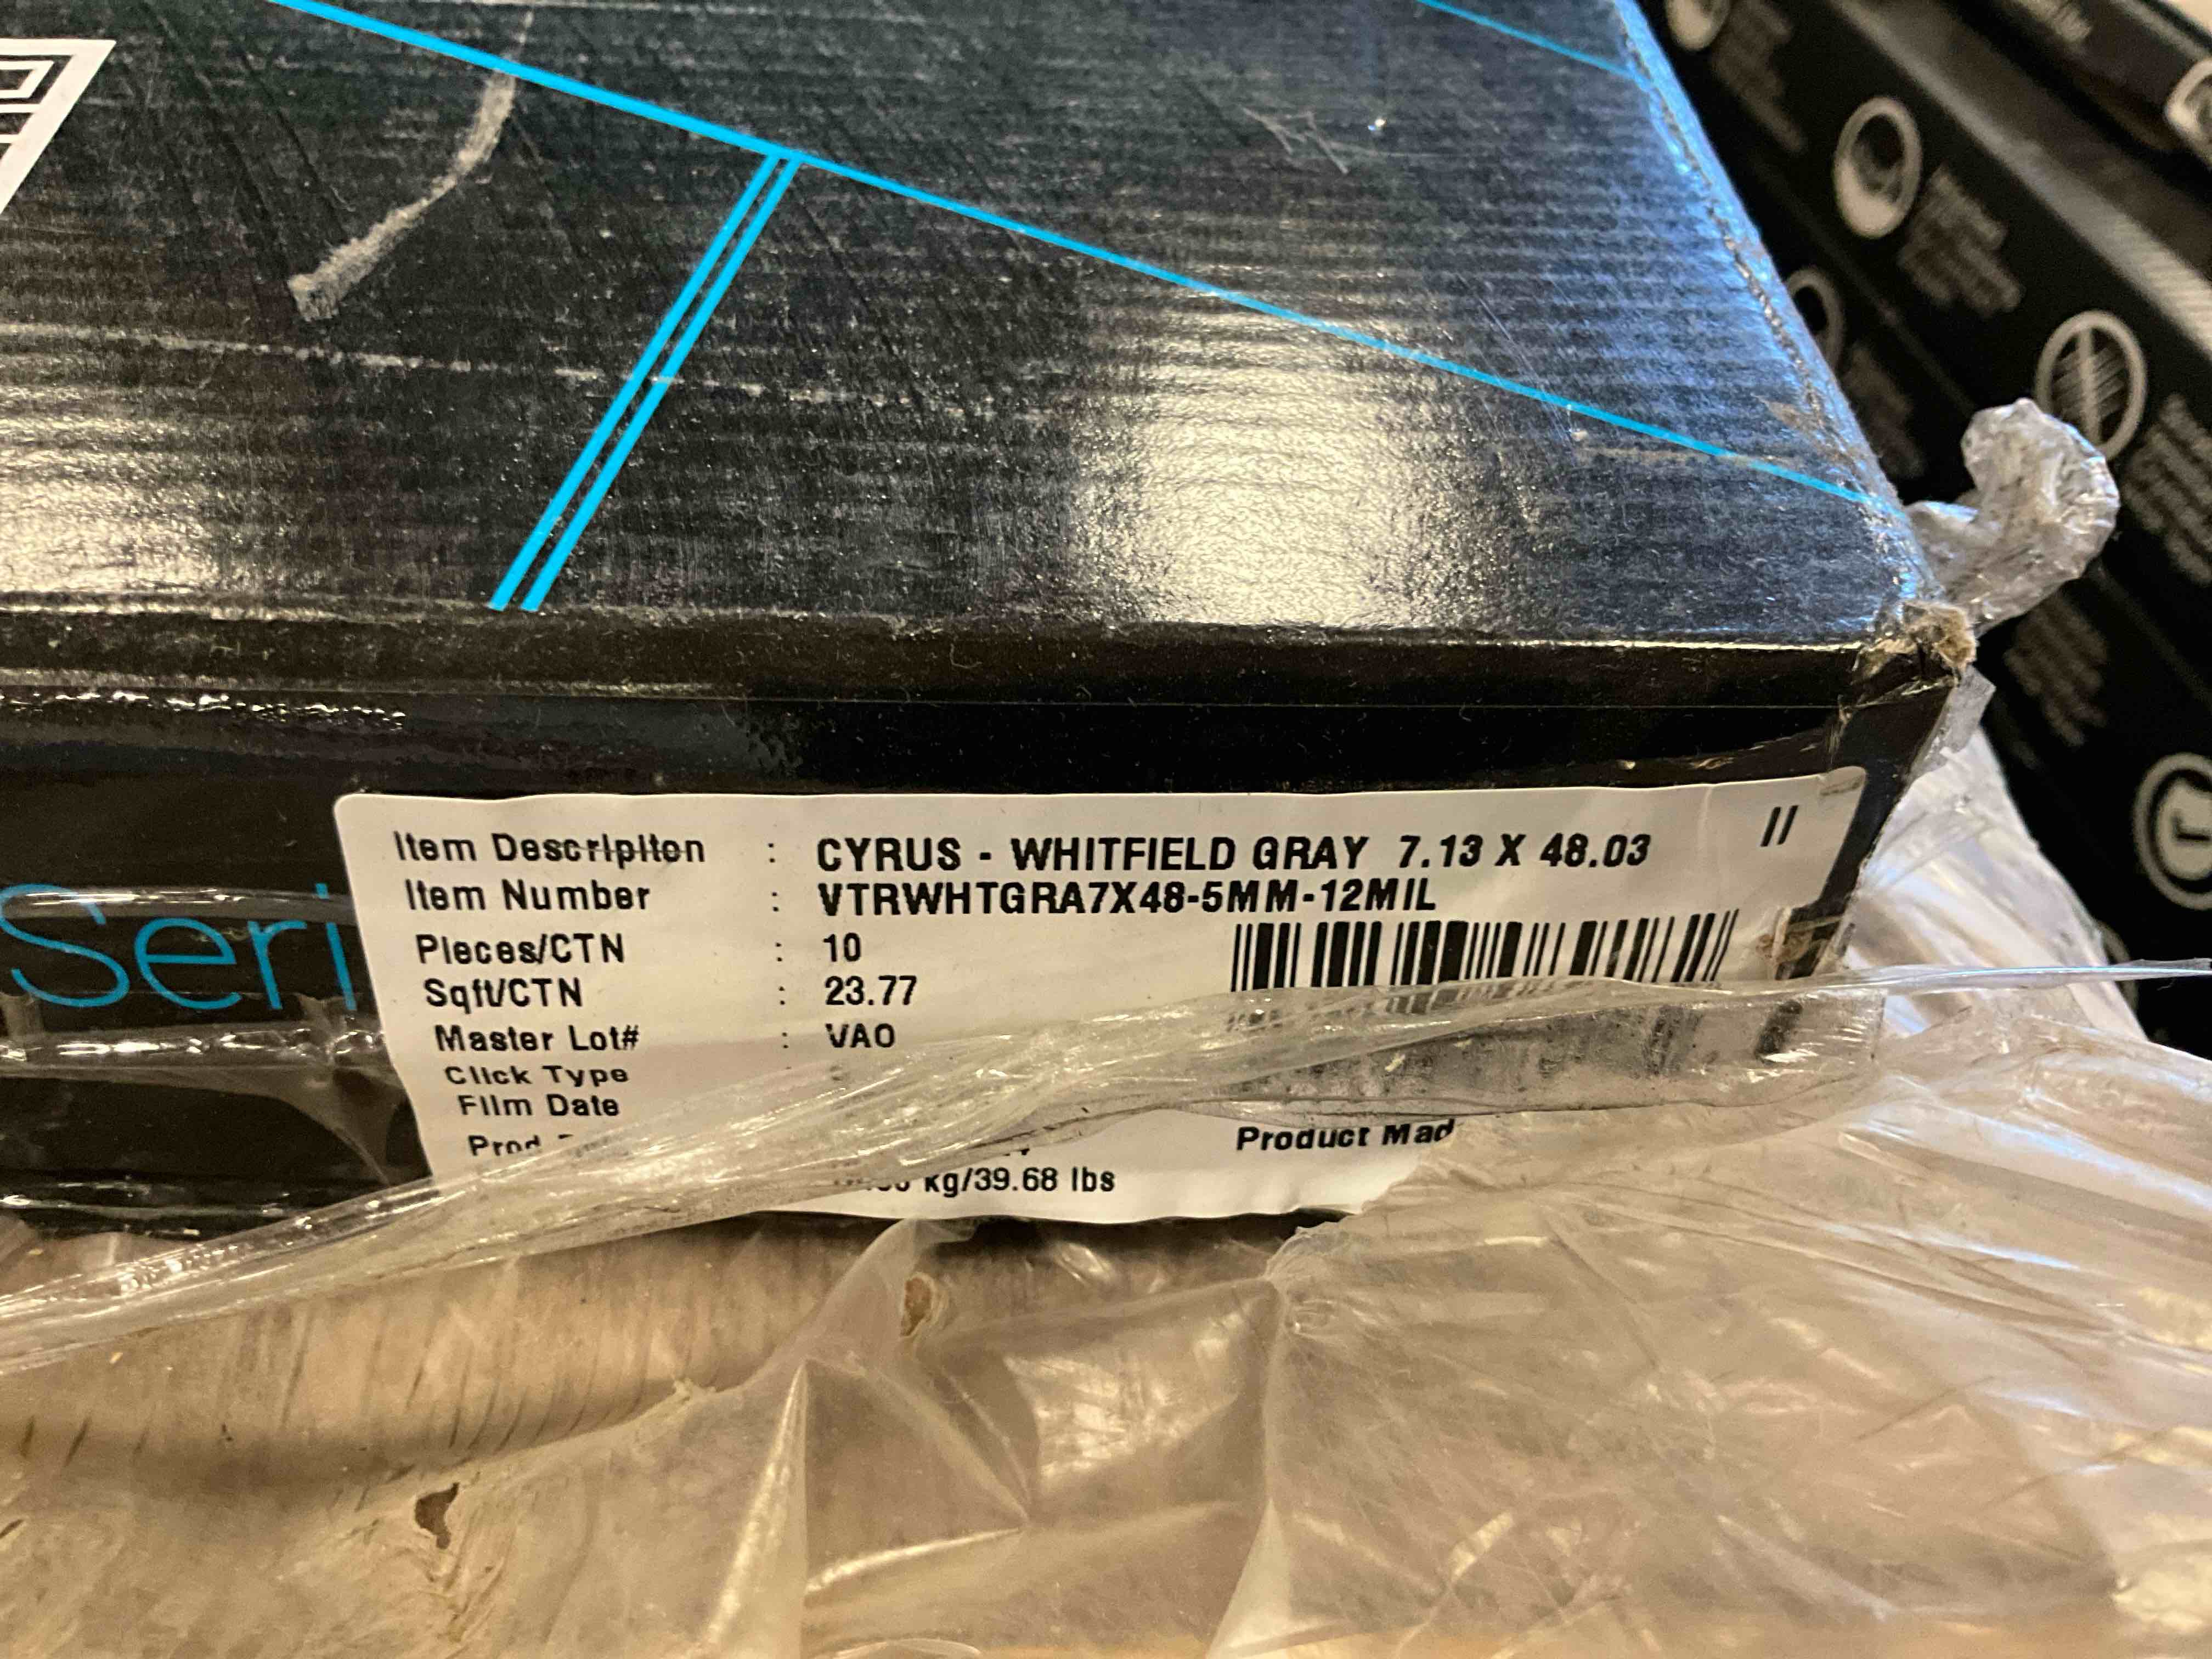 Item Descripiton : CYRUS - WHITFIELD GRAY 7.13 X 48.03
Item Number : VTRWHTGRA7X48-5MM-12MIL
Pieces/CTN : 10
Sqft/CTN : 23.77
Master Lot# : VAO
Click Type
Film Date
Prod
Product Mad
kg/39.68 lbs
Seri